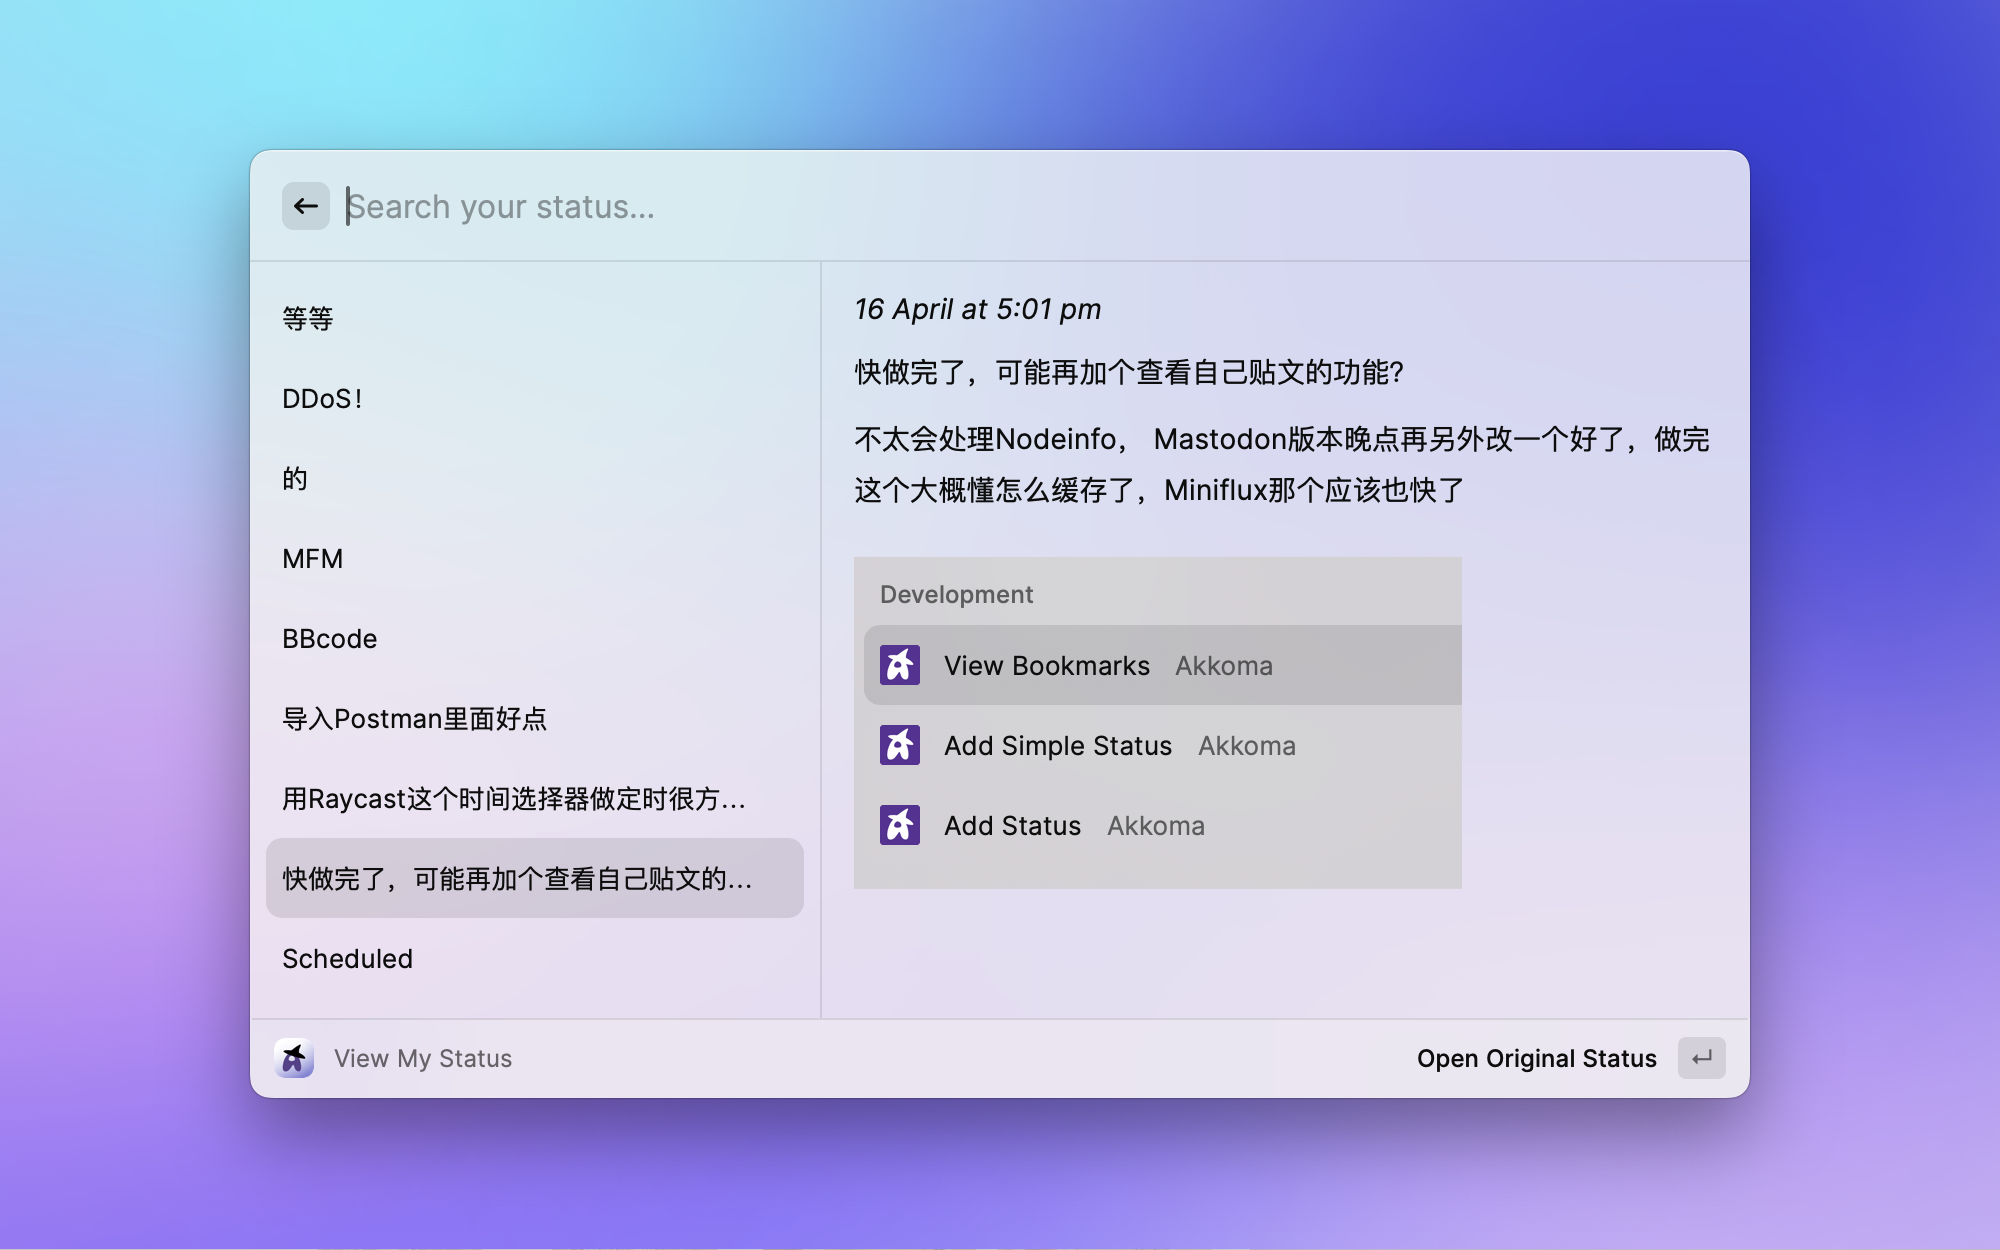 Search your status...
等等
DDoS!
的
MFM
BBcode
导入Postman里面好点
用Raycast这个时间选择器做定时很方...
快做完了，可能再加个查看自己贴文的...
Scheduled
16 April at 5:01 pm
快做完了，可能再加个查看自己贴文的功能?
不太会处理Nodeinfo， Mastodon版本晚点再另外改一个好了，做完
这个大概懂怎么缓存了，Miniflux那个应该也快了
Development
View Bookmarks Akkoma
Add Simple Status Akkoma
Add Status Akkoma
View My Status
Open Original Status